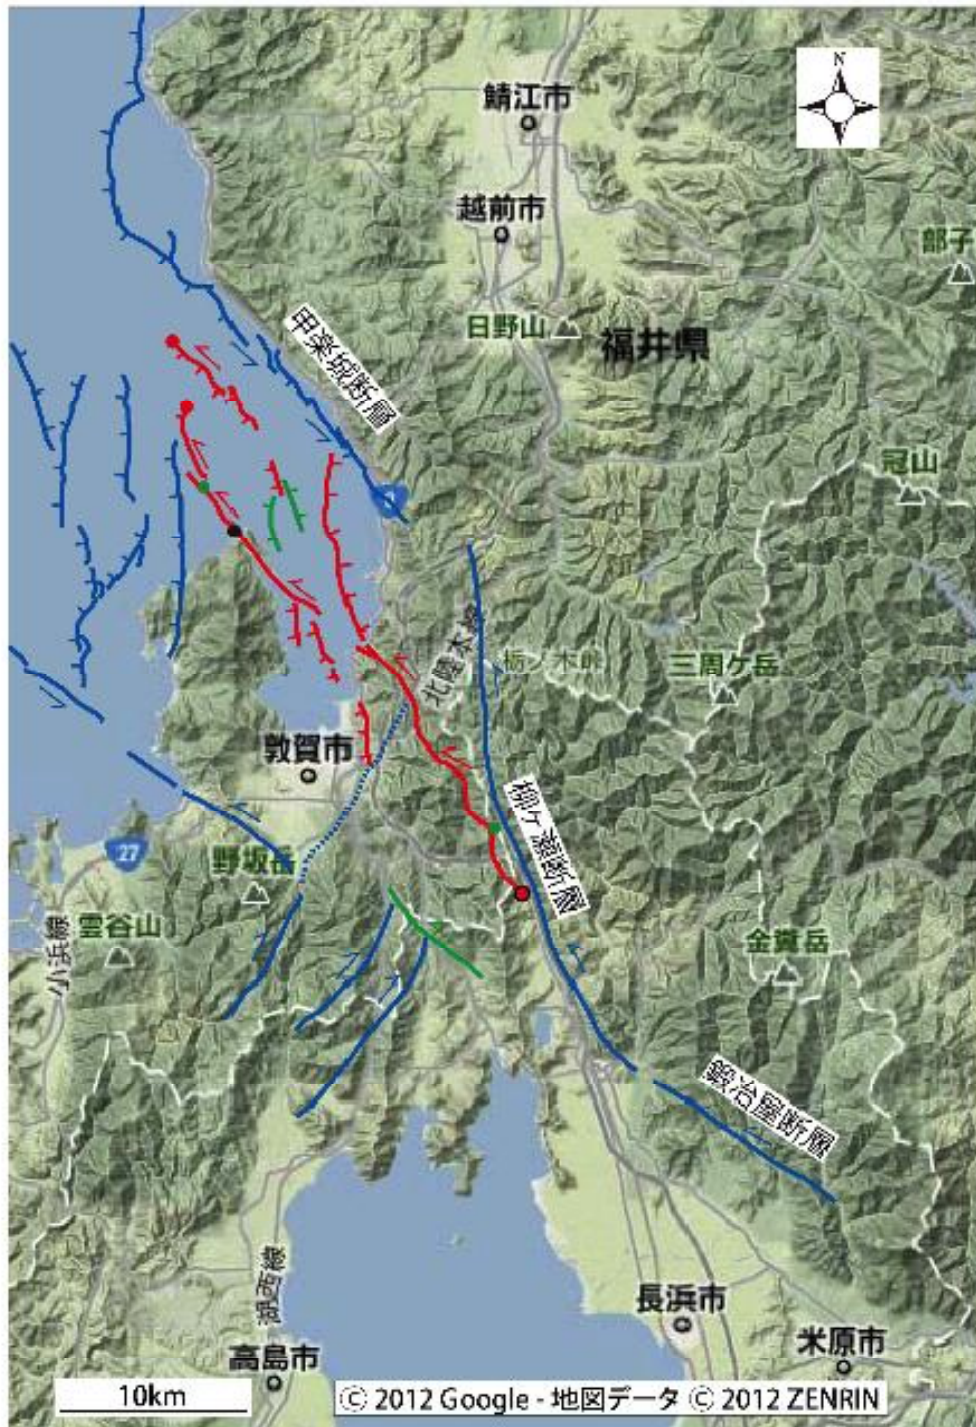 N
鯖江市
越前市
部子
日野山
福井県
甲楽城断層
冠山
北陸本線
栃ノ木峠
三周ケ岳
敦賀市
柳ヶ瀬断層
27
野坂岳
雲谷山
小浜線
金糞岳
鍛冶屋断層
湖西線
長浜市
米原市
高島市
10km
© 2012 Google - 地図データ © 2012 ZENRIN